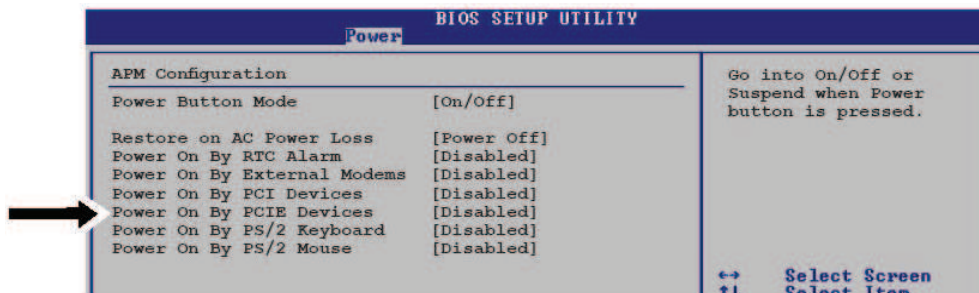 BIOS SETUP UTILITY
Power
APM Configuration
Power Button Mode [On/Off]
Restore on AC Power Loss [Power Off]
Power On By RTC Alarm [Disabled]
Power On By External Modems [Disabled]
Power On By PCI Devices [Disabled]
Power On By PCIE Devices [Disabled]
Power On By PS/2 Keyboard [Disabled]
Power On By PS/2 Mouse [Disabled]
Go into On/Off or
Suspend when Power
button is pressed.
↔ Select Screen
↑↓ Select Item